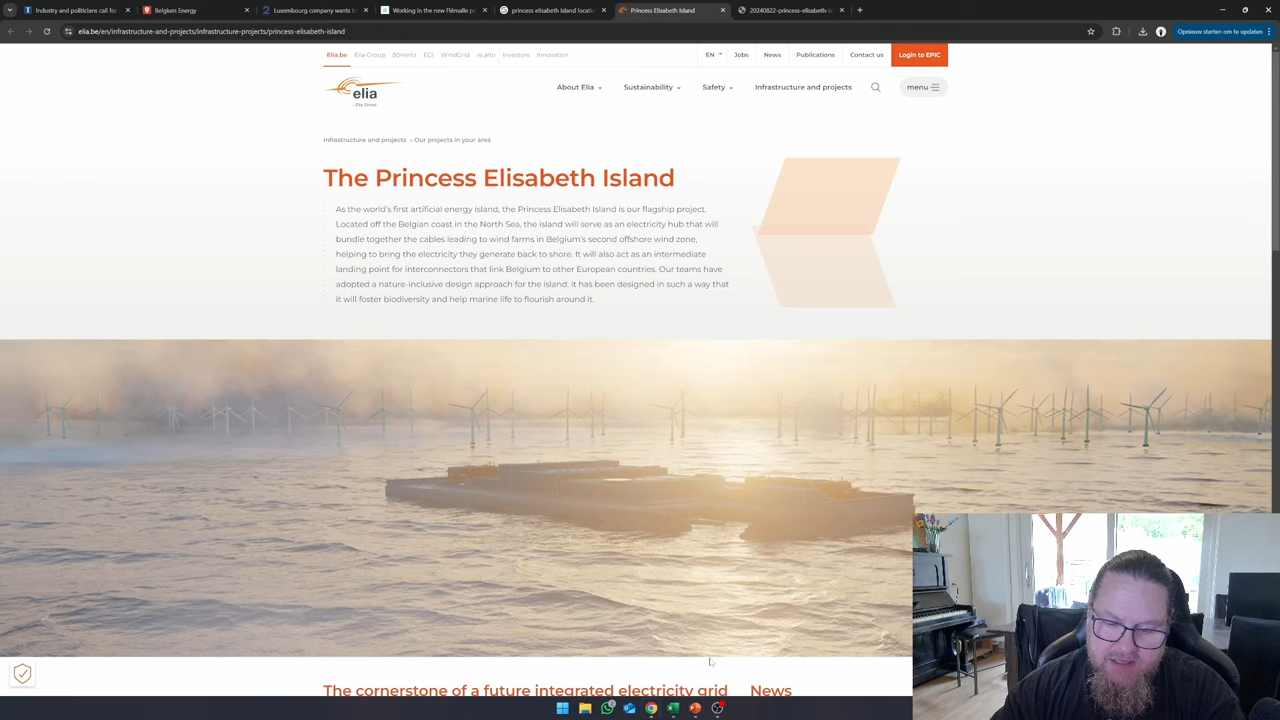 Industry and politicians call for
Belgium Energy
Luxembourg company wants t
Working in the new Flémalle p
princess elisabeth island locatio
Princess Elisabeth Island
20240822-princess-elisabeth-is
elia.be/en/infrastructure-and-projects/infrastructure-projects/princess-elisabeth-island
Opnieuw starten om te updaten
Elia.be Elia Group 50Hertz EGI WindGrid re.alto Investors Innovation
EN Jobs News Publications Contact us Login to EPIC
elia
Elia Group
About Elia Sustainability Safety Infrastructure and projects menu
Infrastructure and projects > Our projects in your area
The Princess Elisabeth Island
As the world's first artificial energy island, the Princess Elisabeth Island is our flagship project.
Located off the Belgian coast in the North Sea, the island will serve as an electricity hub that will
bundle together the cables leading to wind farms in Belgium's second offshore wind zone,
helping to bring the electricity they generate back to shore. It will also act as an intermediate
landing point for interconnectors that link Belgium to other European countries. Our teams have
adopted a nature-inclusive design approach for the island: it has been designed in such a way that
it will foster biodiversity and help marine life to flourish around it.
The cornerstone of a future integrated electricity grid
News